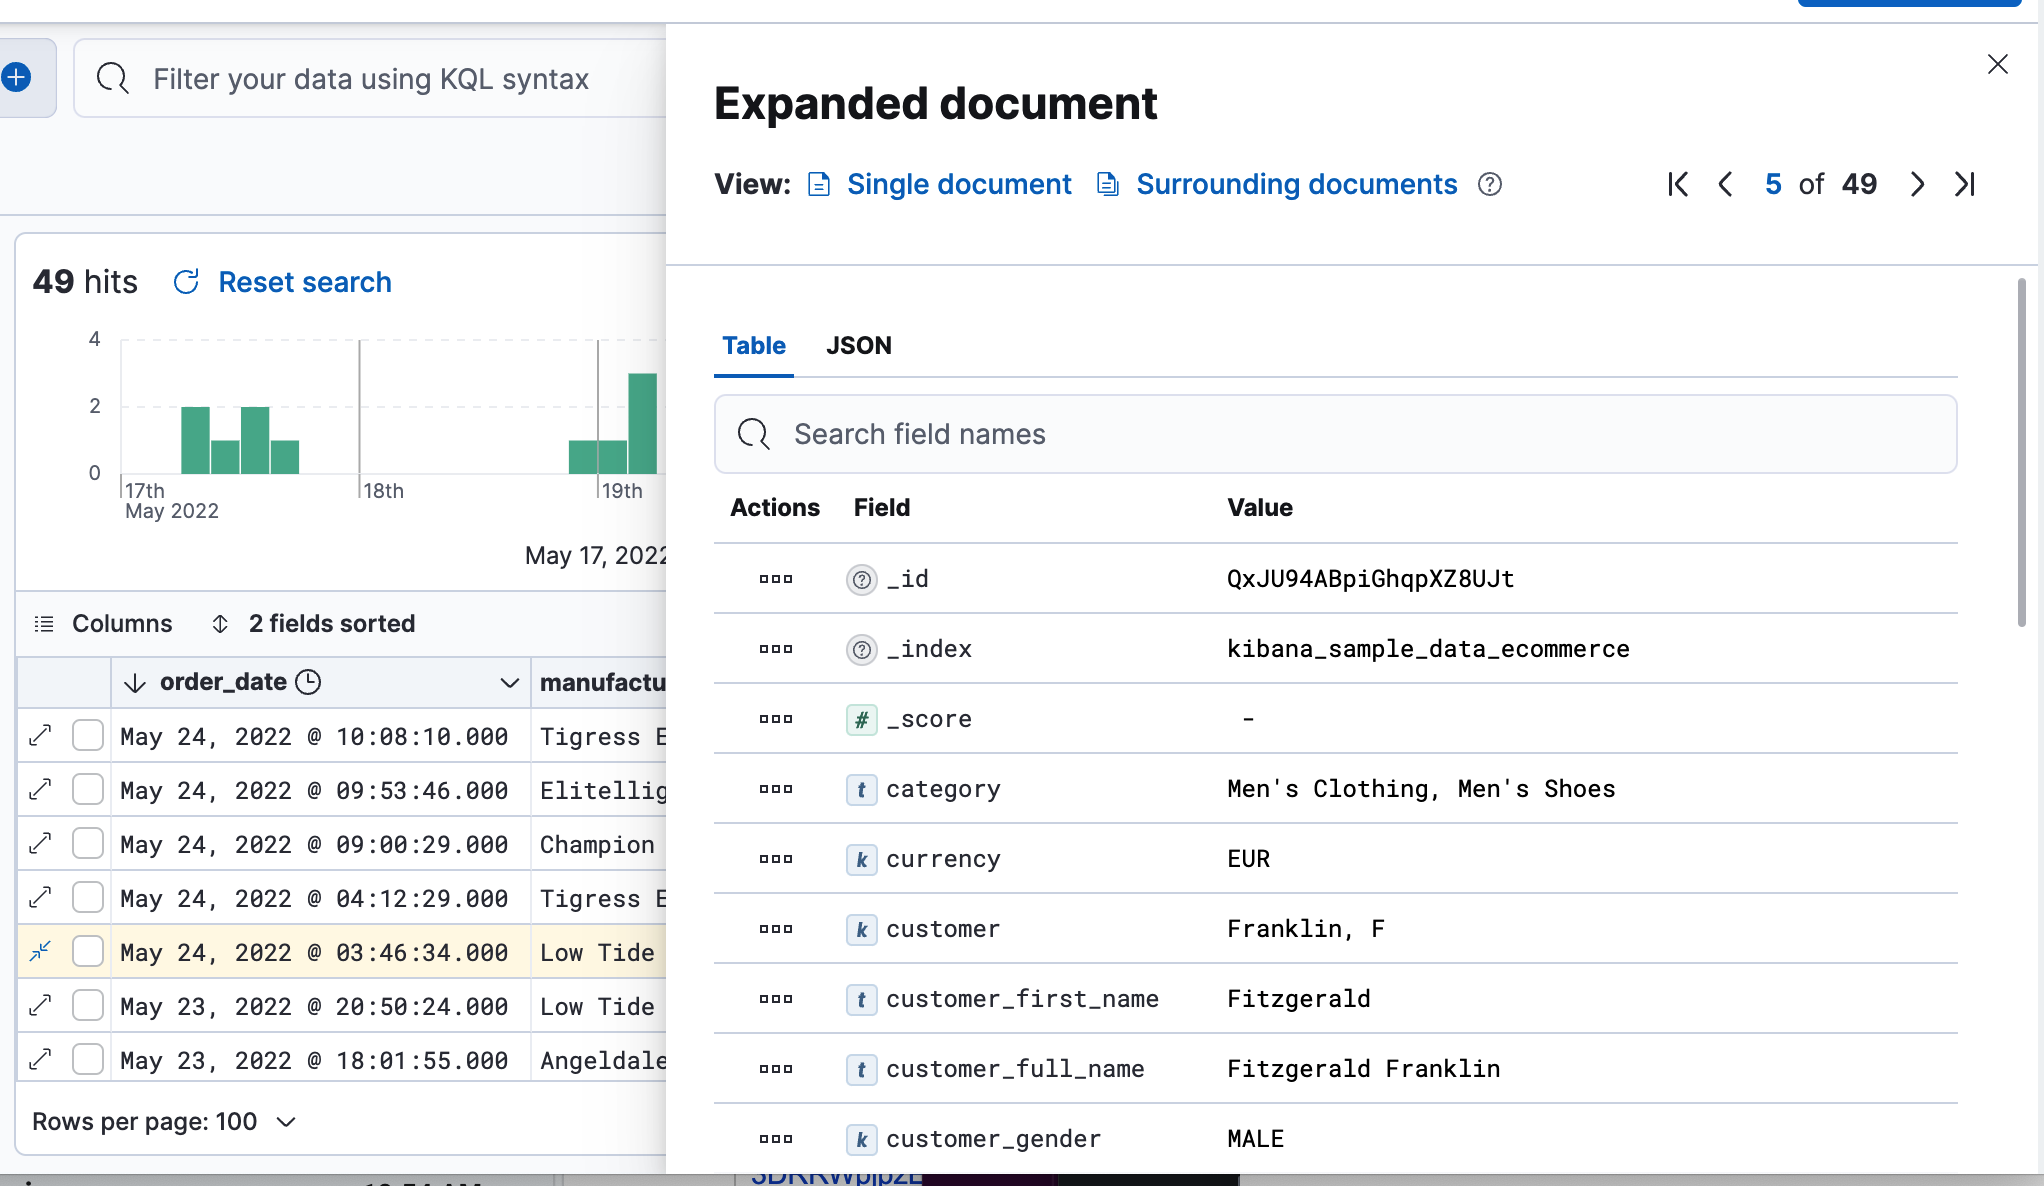 Filter your data using KQL syntax
49 hits Reset search
4
2
0
17th
May 2022
18th
19th
May 17, 2022
Columns 2 fields sorted
order_date manufactu
May 24, 2022 @ 10:08:10.000 Tigress E
May 24, 2022 @ 09:53:46.000 Elitellig
May 24, 2022 @ 09:00:29.000 Champion
May 24, 2022 @ 04:12:29.000 Tigress E
May 24, 2022 @ 03:46:34.000 Low Tide
May 23, 2022 @ 20:50:24.000 Low Tide
May 23, 2022 @ 18:01:55.000 Angeldale
Rows per page: 100
Expanded document
View: Single document Surrounding documents ? 5 of 49
Table JSON
Search field names
Actions Field Value
? _id QxJU94ABpiGhqpXZ8UJt
? _index kibana_sample_data_ecommerce
# _score -
t category Men's Clothing, Men's Shoes
k currency EUR
k customer Franklin, F
t customer_first_name Fitzgerald
t customer_full_name Fitzgerald Franklin
k customer_gender MALE